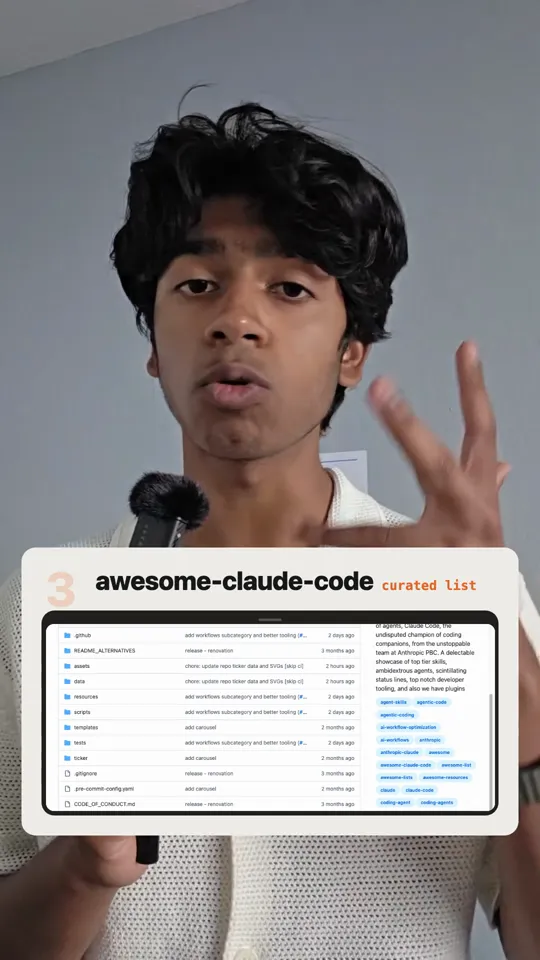 3 awesome-claude-code curated list
.github add workflows subcategory and better tooling (#... 2 days ago
README_ALTERNATIVES release - renovation 3 months ago
assets chore: update repo ticker data and SVGs [skip ci] 2 hours ago
data chore: update repo ticker data and SVGs [skip ci] 2 hours ago
resources add workflows subcategory and better tooling (#... 2 days ago
scripts add workflows subcategory and better tooling (#... 2 days ago
templates add carousel 2 months ago
tests add workflows subcategory and better tooling (#... 2 days ago
ticker add carousel 2 months ago
.gitignore release - renovation 3 months ago
.pre-commit-config.yaml add carousel 2 months ago
CODE_OF_CONDUCT.md release - renovation 3 months ago
of agents, Claude Code, the
undisputed champion of coding
companions, from the unstoppable
team at Anthropic PBC. A delectable
showcase of top tier skills,
ambidextrous agents, scintillating
status lines, top notch developer
tooling, and also we have plugins
agent-skills agentic-code
agentic-coding
ai-workflow-optimization
ai-workflows anthropic
anthropic-claude awesome
awesome-claude-code awesome-list
awesome-lists awesome-resources
claude claude-code
coding-agent coding-agents